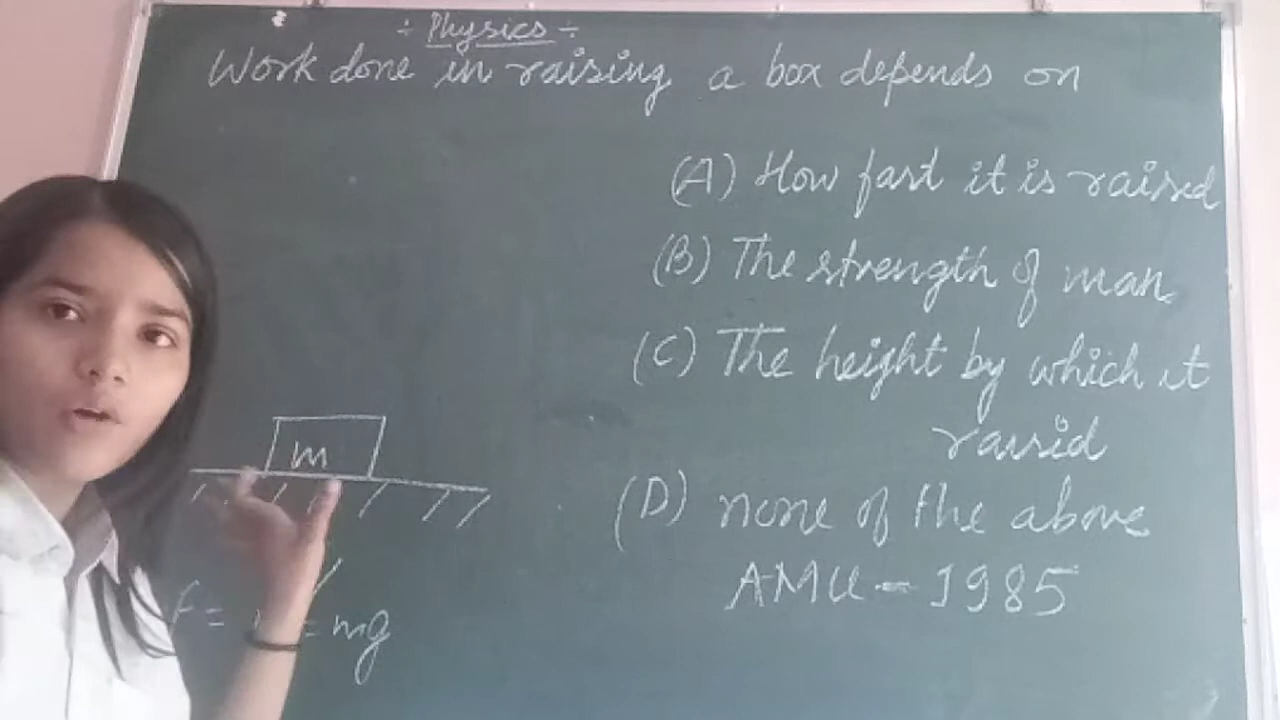 ÷ Physics ÷
Work done in raising a box depends on
(A) How fast it is raised
(B) The strength of man
(C) The height by which it
raisid
(D) none of the above
AMU - 1985
m
f = = mg